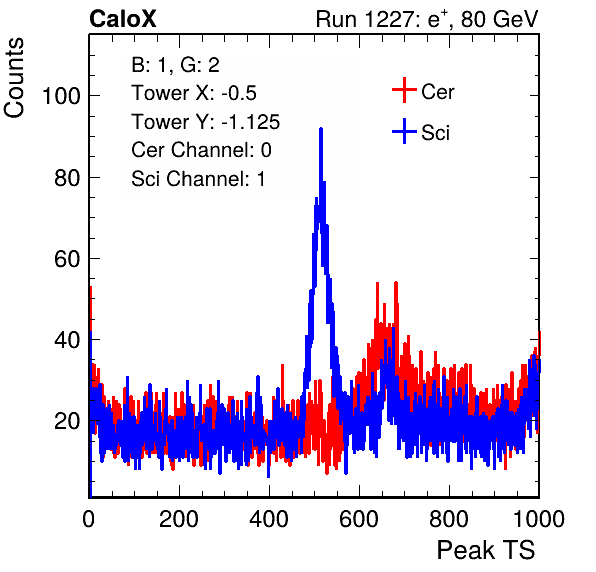 CaloX
Run 1227: e+, 80 GeV
Counts
B: 1, G: 2
Tower X: -0.5
Tower Y: -1.125
Cer Channel: 0
Sci Channel: 1
Cer
Sci
100
80
60
40
20
0 200 400 600 800 1000
Peak TS